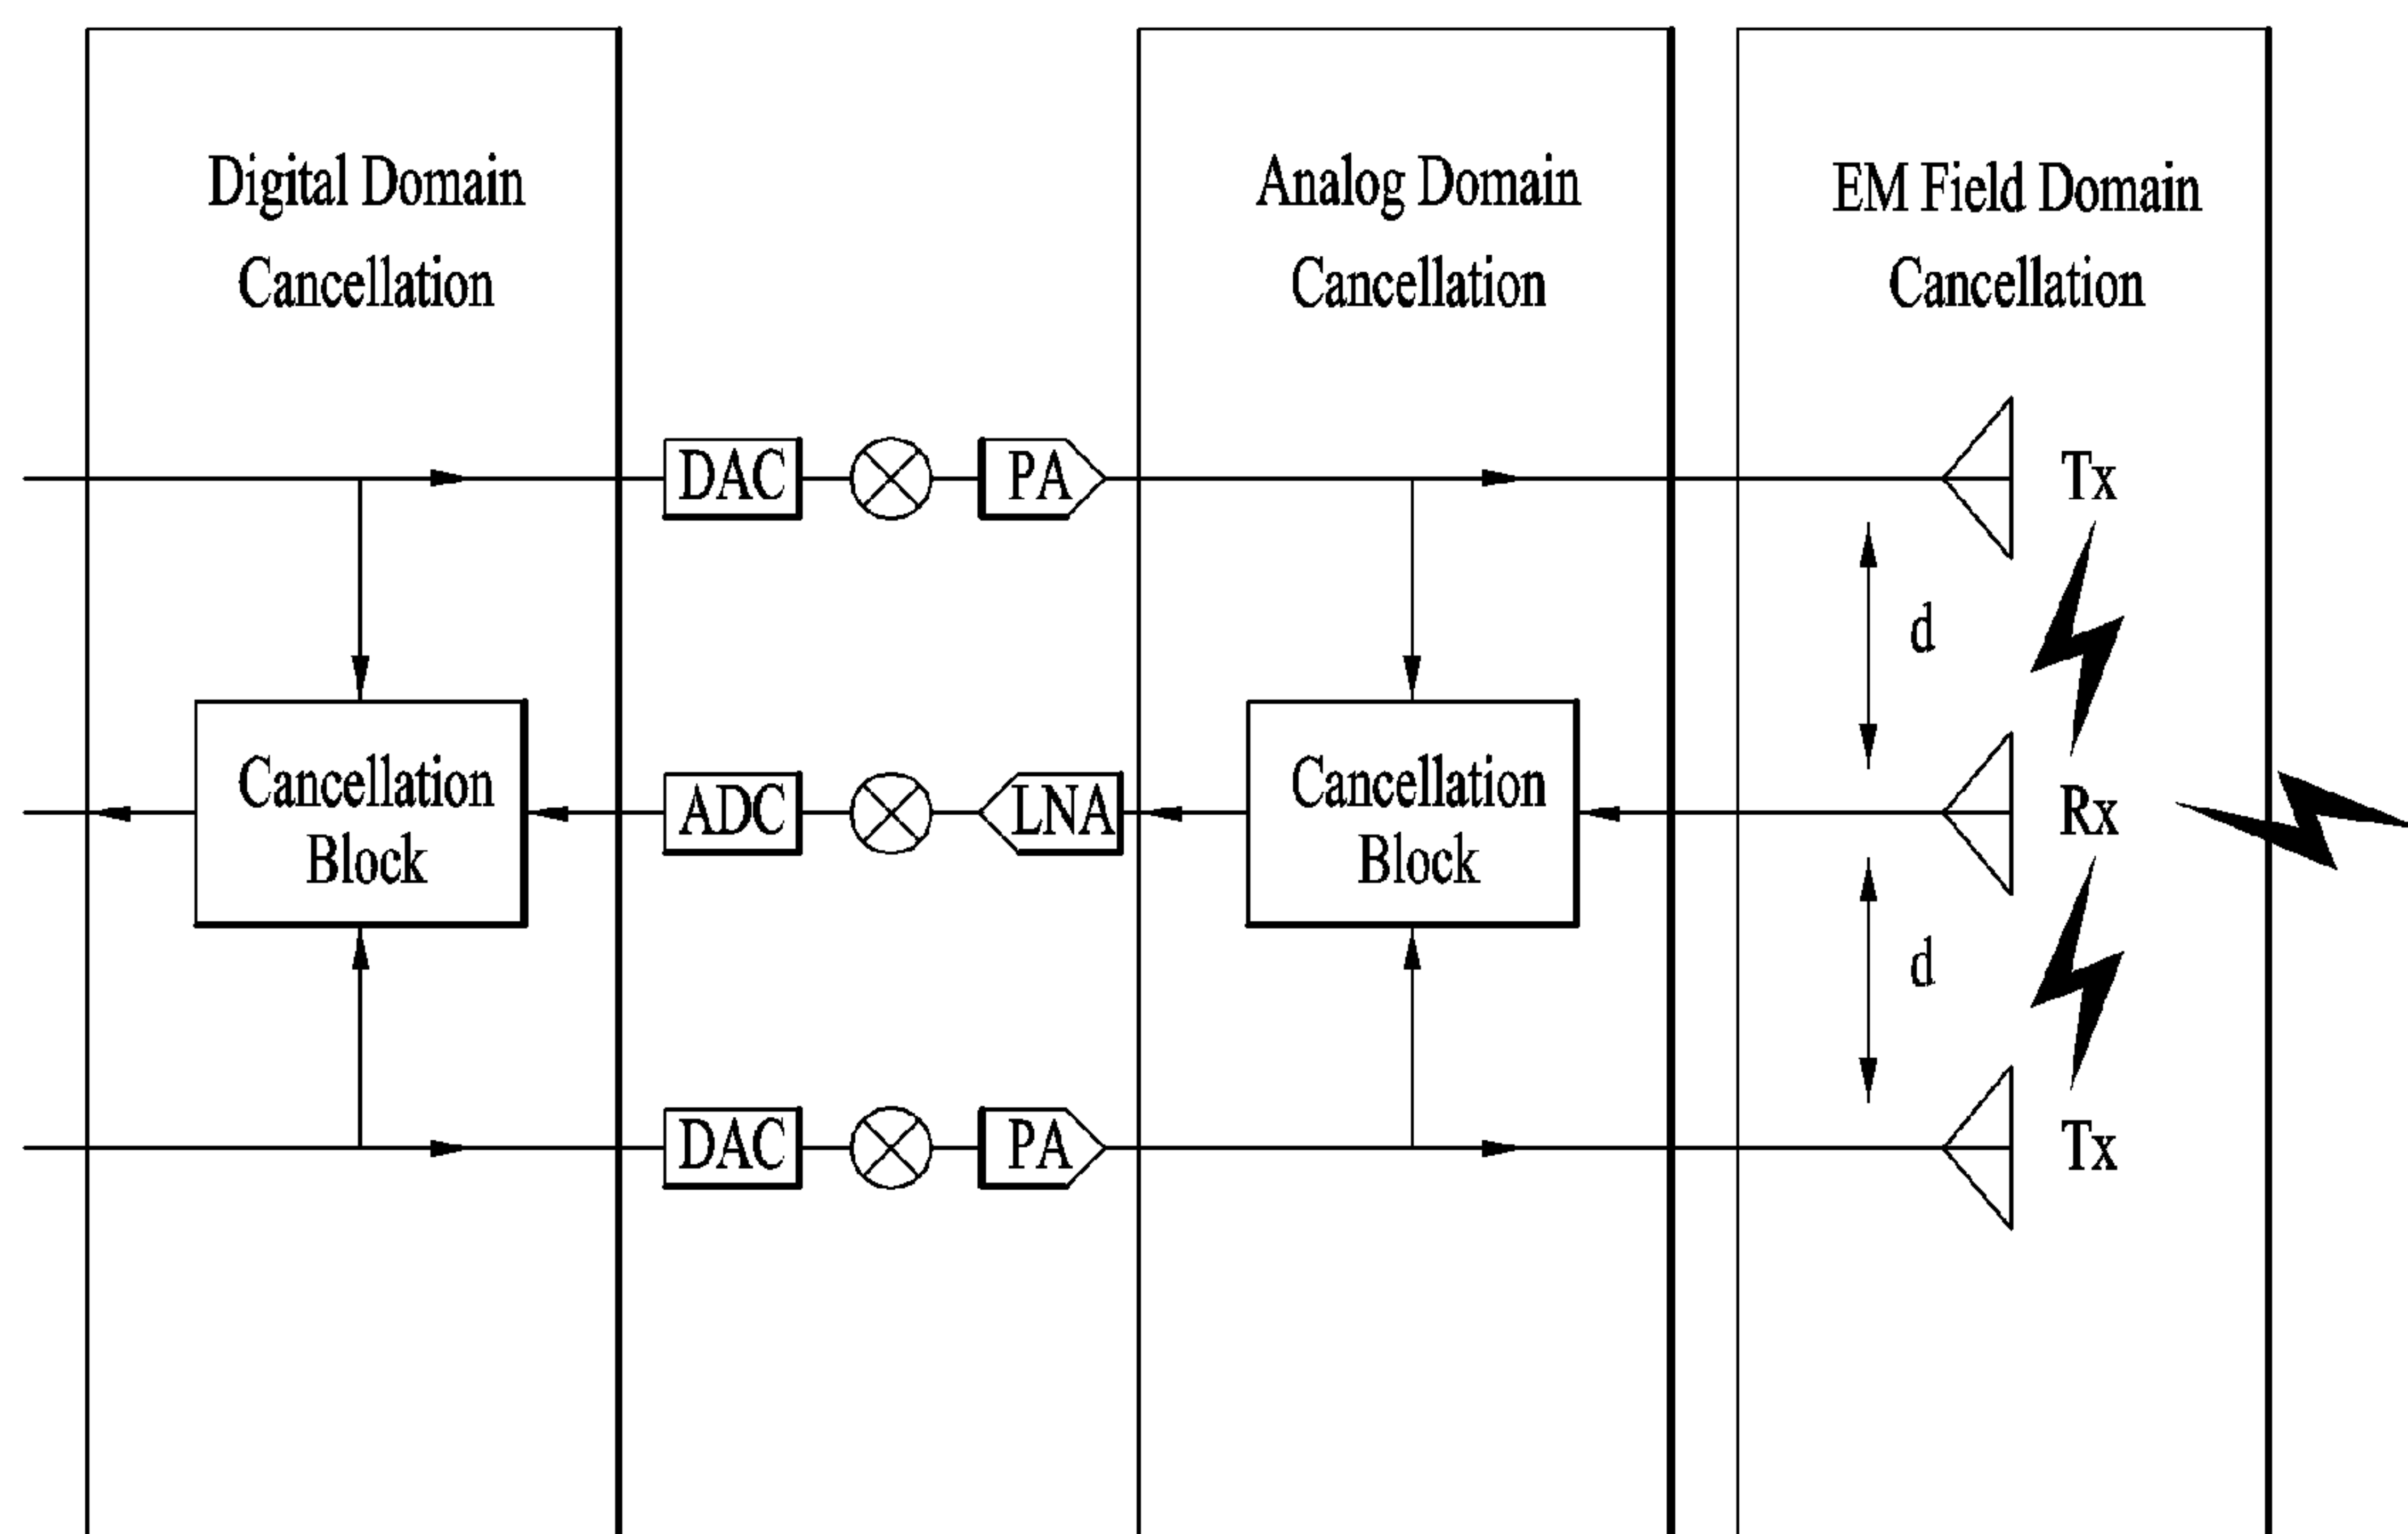 Digital Domain
Cancellation
Analog Domain
Cancellation
EM Field Domain
Cancellation
DAC
PA
Tx
d
Cancellation
Block
ADC
LNA
Cancellation
Block
Rx
d
DAC
PA
Tx